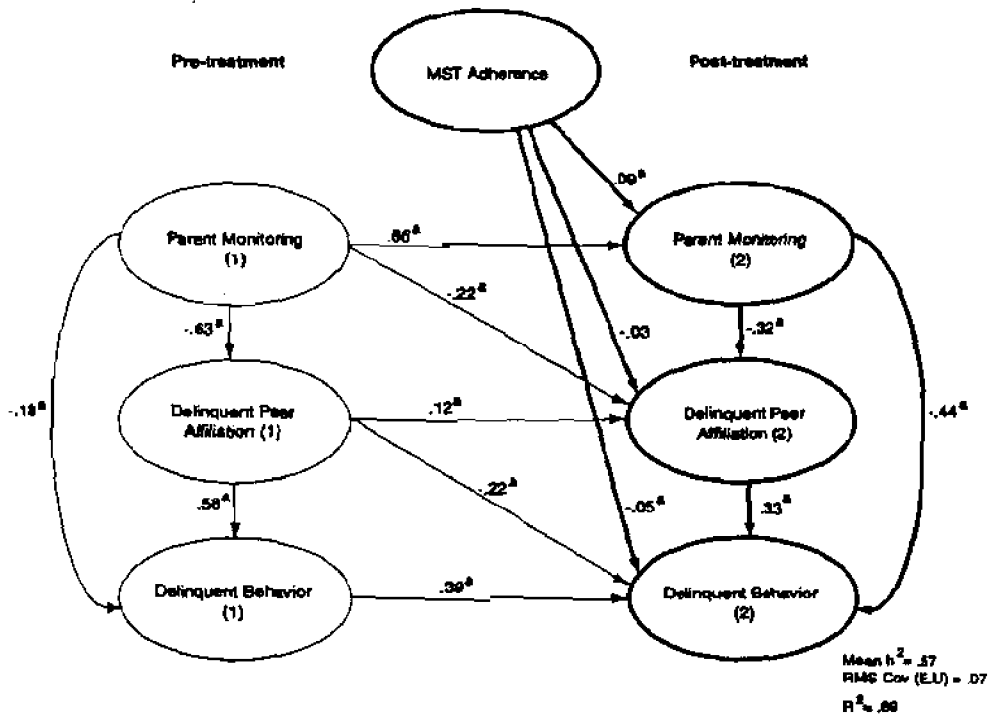 Pre-treatment
MST Adherence
Post-treatment
.09 a
Parent Monitoring
(1)
.66 a
Parent Monitoring
(2)
-.22 a
-.63 a
-.03
-.32 a
-.18 a
Delinquent Peer
Affiliation (1)
.12 a
Delinquent Peer
Affiliation (2)
-.44 a
-.22 a
.58 a
-.05 a
.33 a
Delinquent Behavior
(1)
.39 a
Delinquent Behavior
(2)
Mean h2 =
RMS Cov (E,U) = .07
R2 = .69